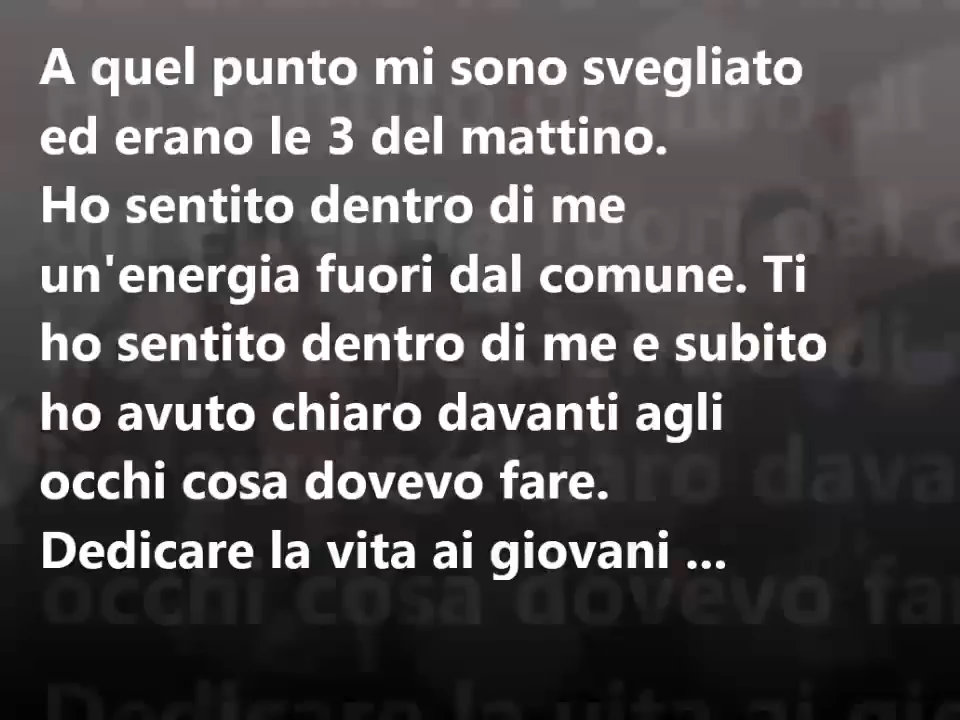 A quel punto mi sono svegliato
ed erano le 3 del mattino.
Ho sentito dentro di me
un'energia fuori dal comune. Ti
ho sentito dentro di me e subito
ho avuto chiaro davanti agli
occhi cosa dovevo fare.
Dedicare la vita ai giovani ...